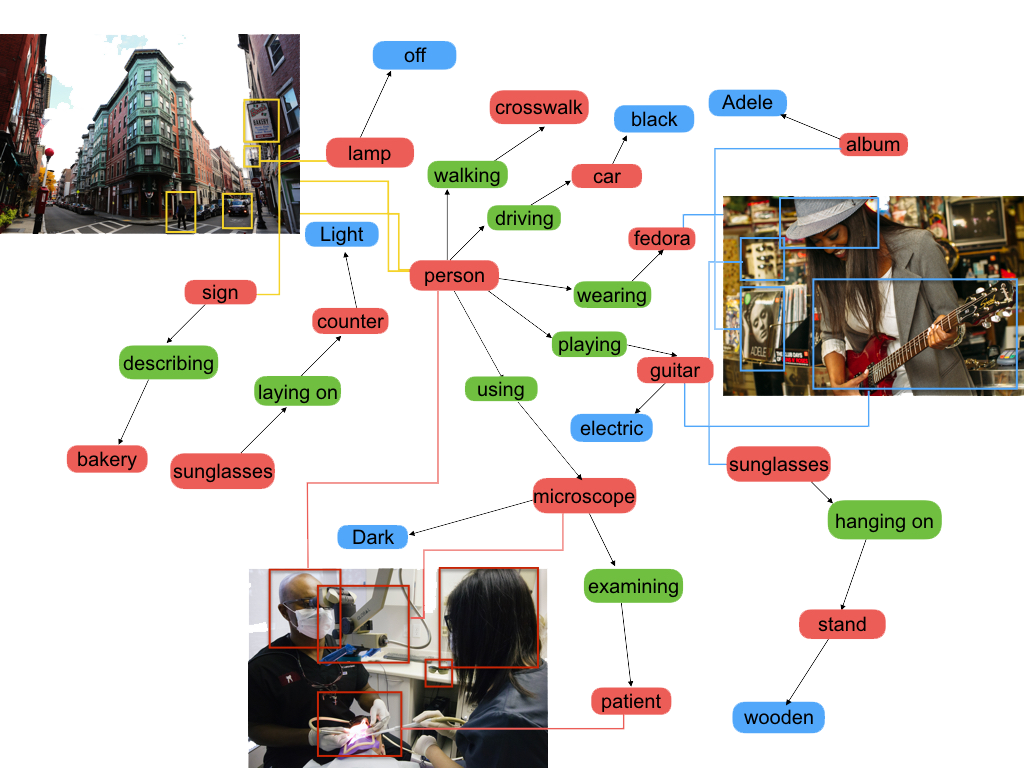 off
crosswalk
black
Adele
lamp
walking
car
album
BAKERY
driving
Light
fedora
person
sign
wearing
counter
ADELE
describing
playing
guitar
laying on
using
electric
bakery
sunglasses
sunglasses
microscope
hanging on
Dark
examining
stand
patient
wooden